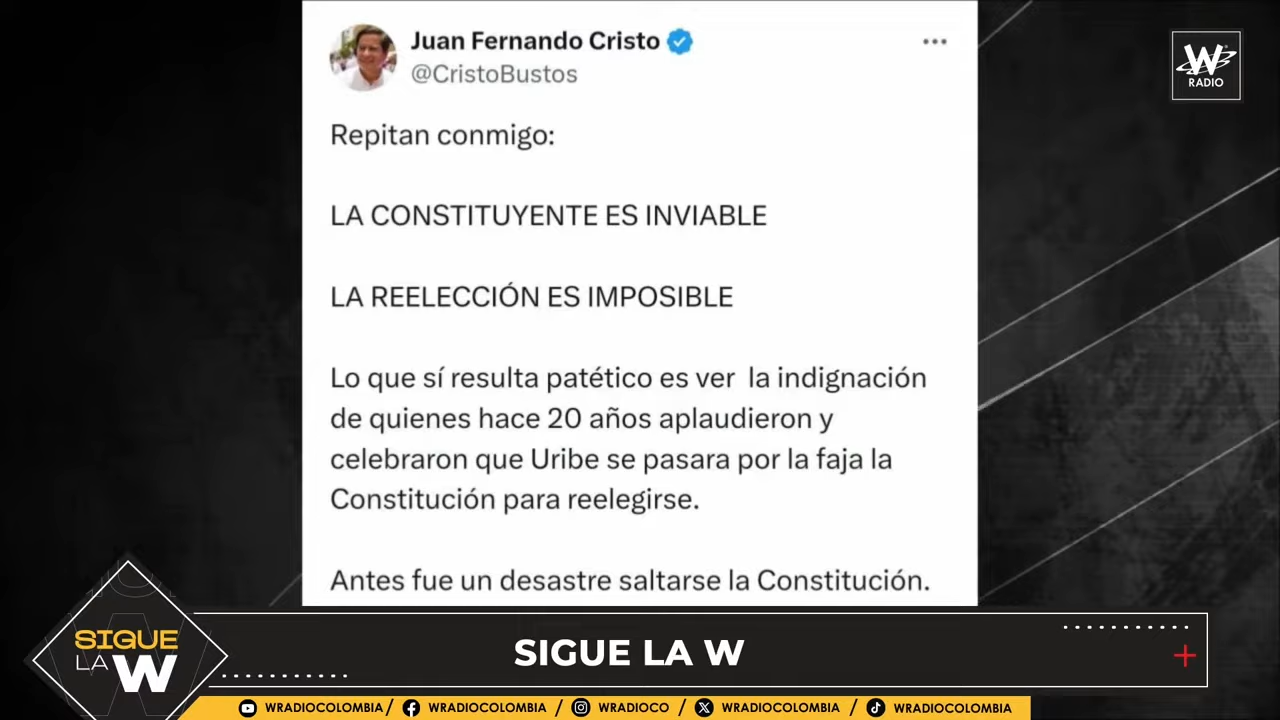 Juan Fernando Cristo
@CristoBustos
W
RADIO
Repitan conmigo:
LA CONSTITUYENTE ES INVIABLE
LA REELECCIÓN ES IMPOSIBLE
Lo que sí resulta patético es ver  la indignación
de quienes hace 20 años aplaudieron y
celebraron que Uribe se pasara por la faja la
Constitución para reelegirse.
Antes fue un desastre saltarse la Constitución.
SIGUE
LA W
SIGUE LA W
WRADIOCOLOMBIA / WRADIOCOLOMBIA / WRADIOCO / WRADIOCOLOMBIA / WRADIOCOLOMBIA